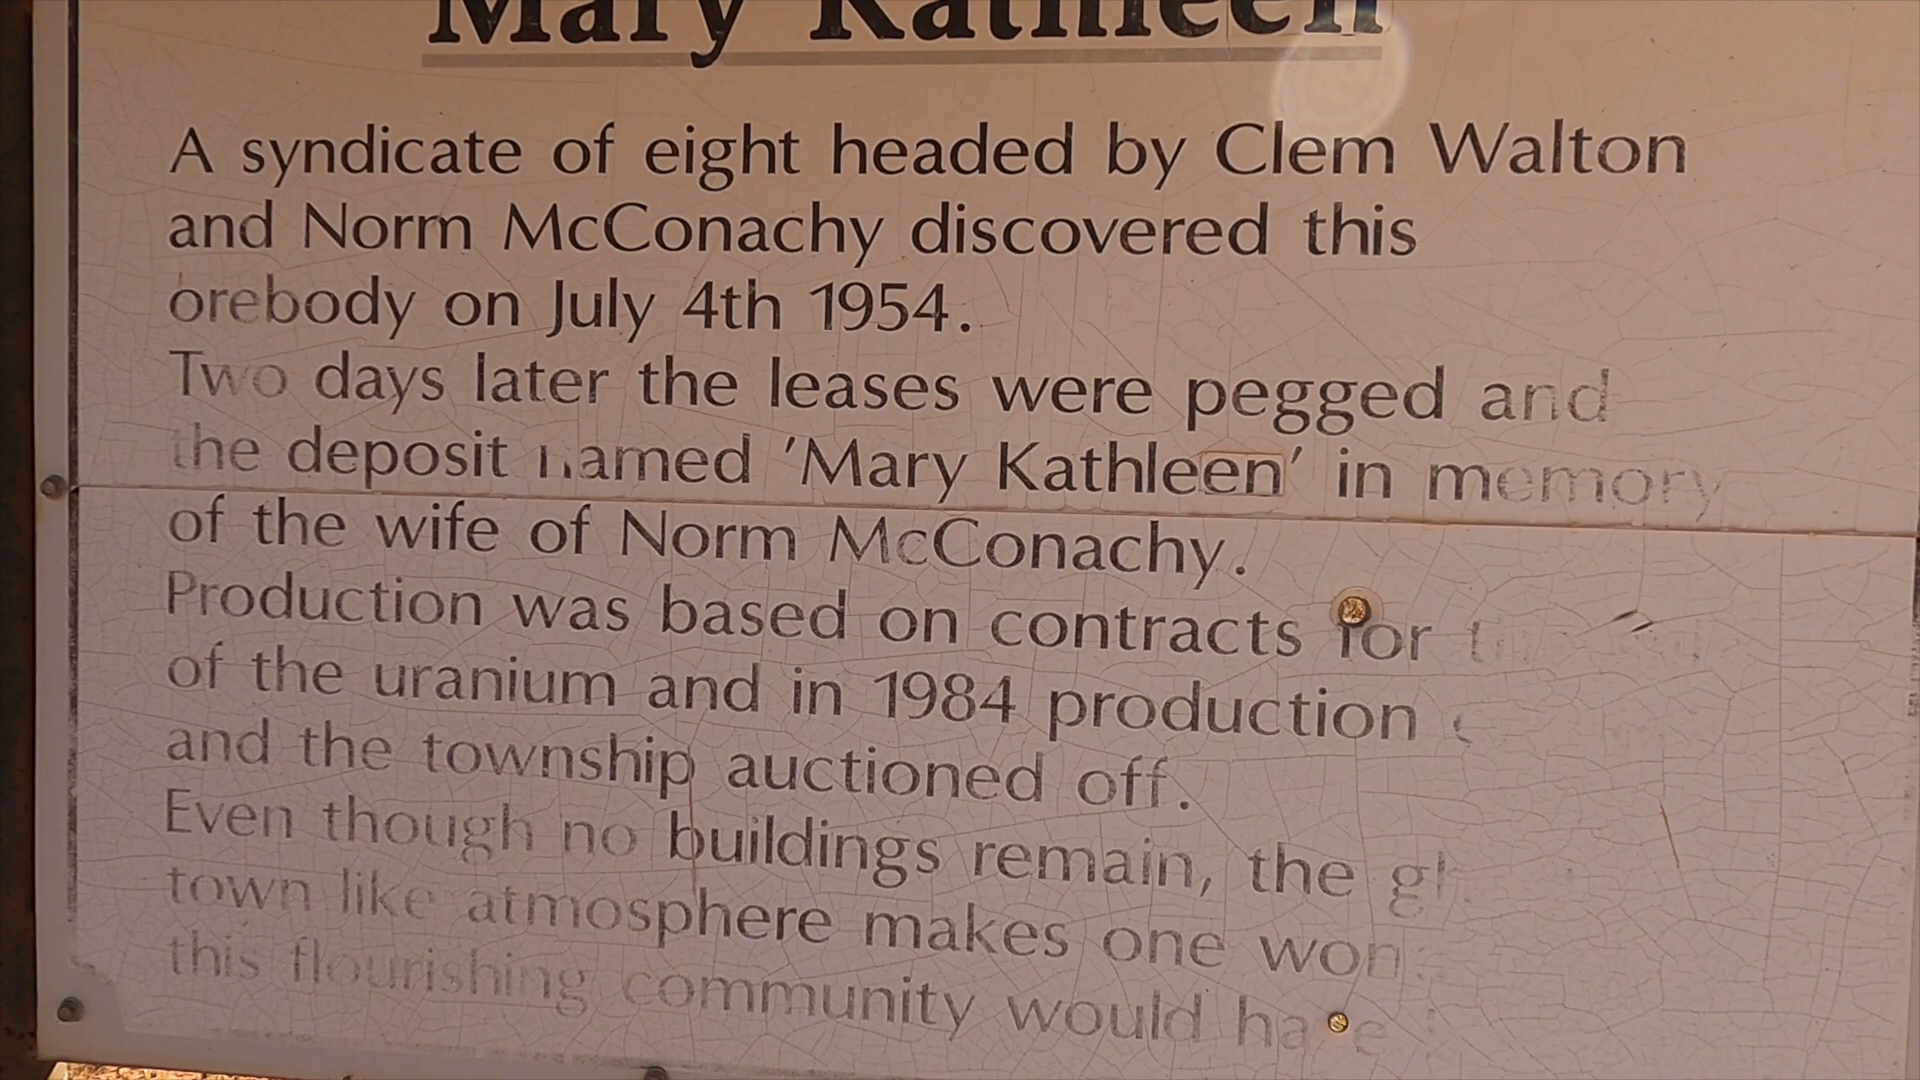 Mary Kathleen
A syndicate of eight headed by Clem Walton
and Norm McConachy discovered this
orebody on July 4th 1954.
Two days later the leases were pegged and
the deposit named 'Mary Kathleen' in memory
of the wife of Norm McConachy.
Production was based on contracts for
of the uranium and in 1984 production
and the township auctioned off.
Even though no buildings remain, the
town like atmosphere makes one
this flourishing community would have